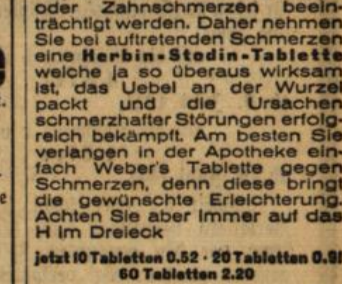 oder Zahnschmerzen beein-
trächtigt werden. Daher nehmen
Sie bei auftretenden Schmerzen
eine Herbin-Stodin-Tablette
welche ja so überaus wirksam
ist, das Uebel an der Wurzel
packt und die Ursachen
schmerzhafter Störungen erfolg-
reich bekämpft. Am besten Sie
verlangen in der Apotheke ein-
fach Weber's Tablette gegen
Schmerzen, denn diese bringt
die gewünschte Erleichterung.
Achten Sie aber immer auf das
H im Dreieck
jetzt 10 Tabletten 0.52 · 20 Tabletten 0.9
60 Tabletten 2.20